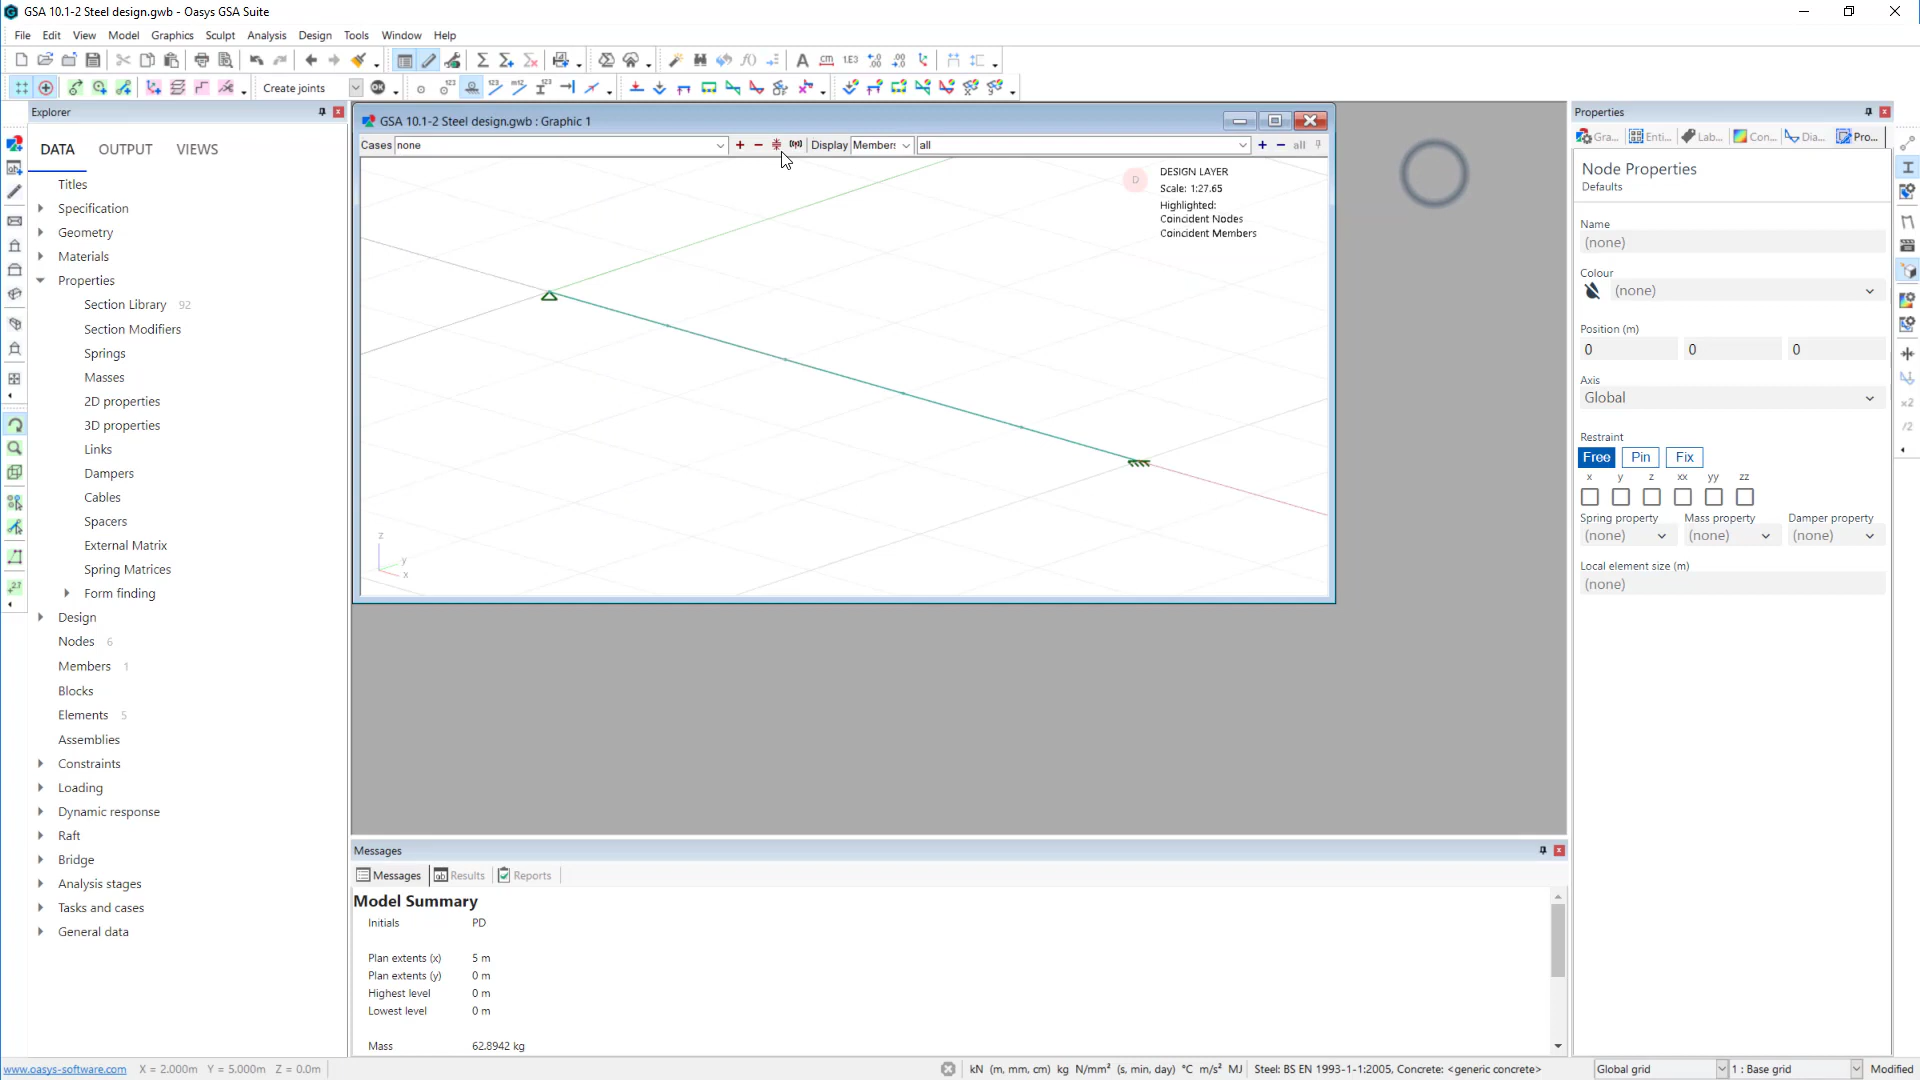 GSA 10.1-2 Steel design.gwb - Oasys GSA Suite
File Edit View Model Graphics Sculpt Analysis Design Tools Window Help
Create joints
Explorer
DATA OUTPUT VIEWS
Titles
Specification
Geometry
Materials
Properties
Section Library 92
Section Modifiers
Springs
Masses
2D properties
3D properties
Links
Dampers
Cables
Spacers
External Matrix
Spring Matrices
Form finding
Design
Nodes 6
Members 1
Blocks
Elements 5
Assemblies
Constraints
Loading
Dynamic response
Raft
Bridge
Analysis stages
Tasks and cases
General data
GSA 10.1-2 Steel design.gwb : Graphic 1
Cases none Display Member: all all
D
DESIGN LAYER
Scale: 1:27.65
Highlighted:
Coincident Nodes
Coincident Members
z
y
x
Messages
Messages Results Reports
Model Summary
Initials PD
Plan extents (x) 5 m
Plan extents (y) 0 m
Highest level 0 m
Lowest level 0 m
Mass 62.8942 kg
Properties
Gra... Enti... Lab... Con... Dia... Pro...
Node Properties
Defaults
Name
(none)
Colour
(none)
Position (m)
0 0 0
Axis
Global
Restraint
Free Pin Fix
x y z xx yy zz
Spring property Mass property Damper property
(none) (none) (none)
Local element size (m)
(none)
www.oasys-software.com X = 2.000m Y = 5.000m Z = 0.0m kN (m, mm, cm) kg N/mm² (s, min, day) °C m/s² MJ Steel: BS EN 1993-1-1:2005, Concrete: <generic concrete> Global grid 1 : Base grid Modified